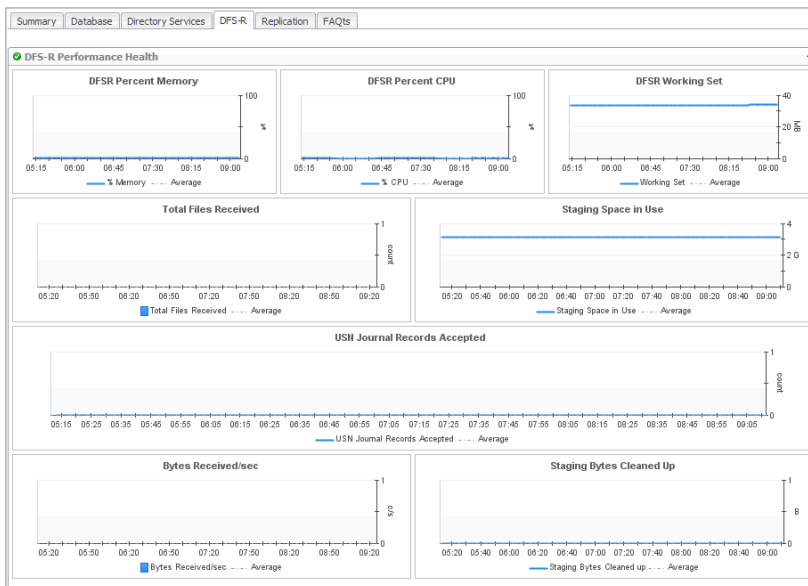 Summary Database Directory Services DFS-R Replication FAQts
DFS-R Performance Health
DFSR Percent Memory
100
%
0
05:15 06:00 06:45 07:30 08:15 09:00
% Memory Average
DFSR Percent CPU
100
%
0
05:15 06:00 06:45 07:30 08:15 09:00
% CPU Average
DFSR Working Set
40
20
MB
0
05:15 06:00 06:45 07:30 08:15 09:00
Working Set Average
Total Files Received
1
count
0
05:20 05:50 06:20 06:50 07:20 07:50 08:20 08:50 09:20
Total Files Received Average
Staging Space in Use
4
2 G
0
05:20 05:40 06:00 06:20 06:40 07:00 07:20 07:40 08:00 08:20 08:40 09:00
Staging Space in Use Average
USN Journal Records Accepted
1
count
0
05:15 05:25 05:35 05:45 05:55 06:05 06:15 06:25 06:35 06:45 06:55 07:05 07:15 07:25 07:35 07:45 07:55 08:05 08:15 08:25 08:35 08:45 08:55 09:05
USN Journal Records Accepted Average
Bytes Received/sec
1
c/s
0
05:20 05:50 06:20 06:50 07:20 07:50 08:20 08:50 09:20
Bytes Received/sec Average
Staging Bytes Cleaned Up
1
B
0
05:20 05:40 06:00 06:20 06:40 07:00 07:20 07:40 08:00 08:20 08:40 09:00
Staging Bytes Cleaned up Average